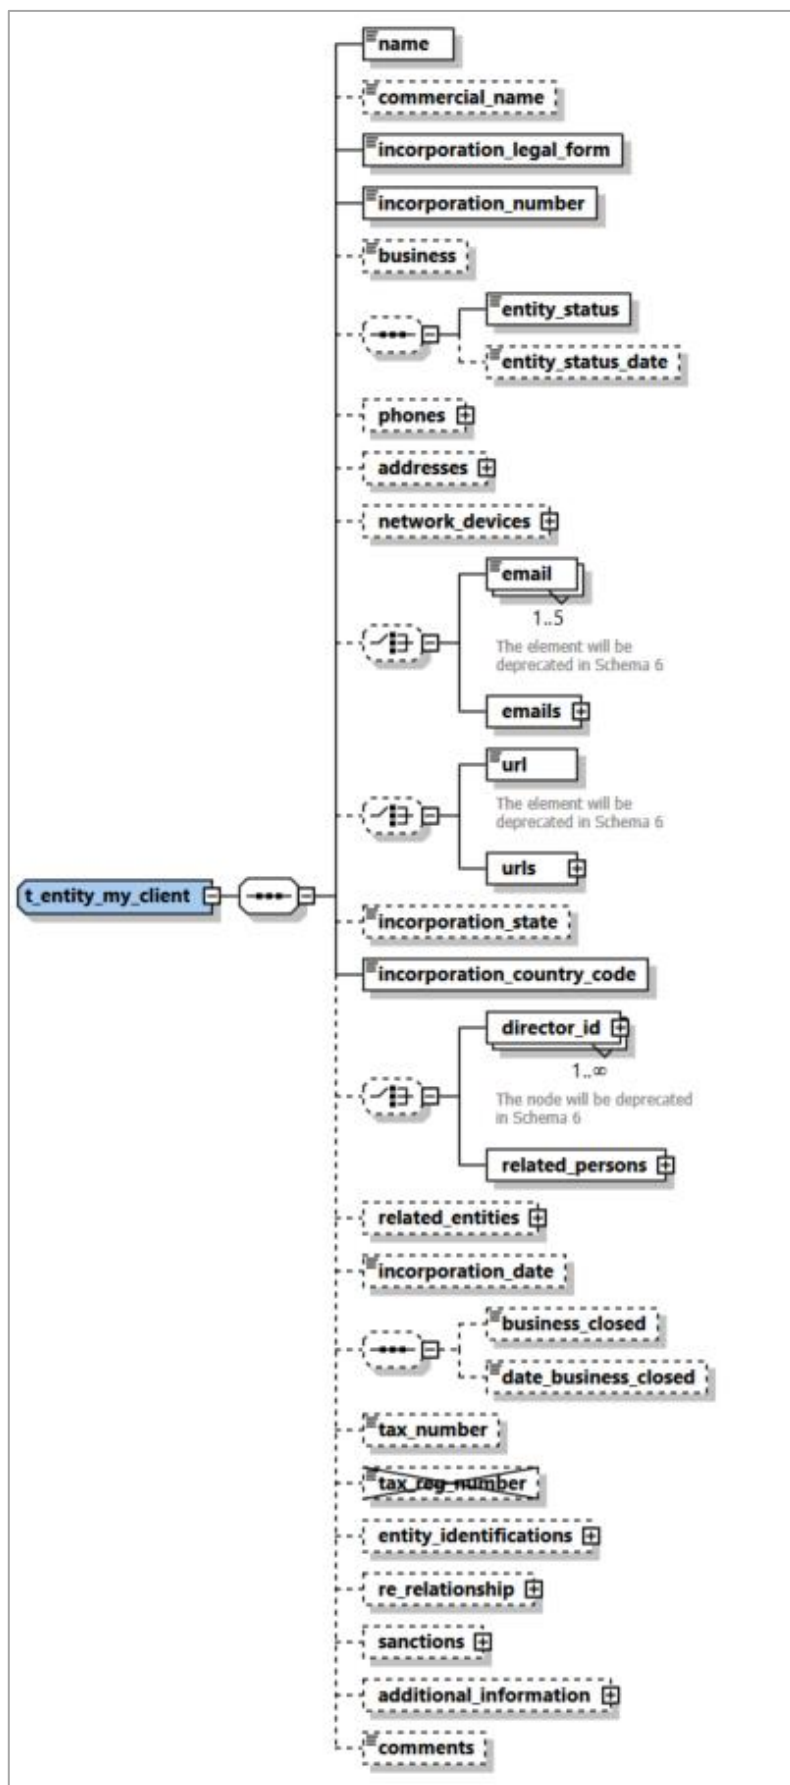 name
commercial_name
incorporation_legal_form
incorporation_number
business
entity_status
entity_status_date
phones
addresses
network_devices
email
1..5
The element will be
deprecated in Schema 6
emails
url
The element will be
deprecated in Schema 6
urls
t_entity_my_client
incorporation_state
incorporation_country_code
director_id
1..∞
The node will be deprecated
in Schema 6
related_persons
related_entities
incorporation_date
business_closed
date_business_closed
tax_number
tax_reg_number
entity_identifications
re_relationship
sanctions
additional_information
comments